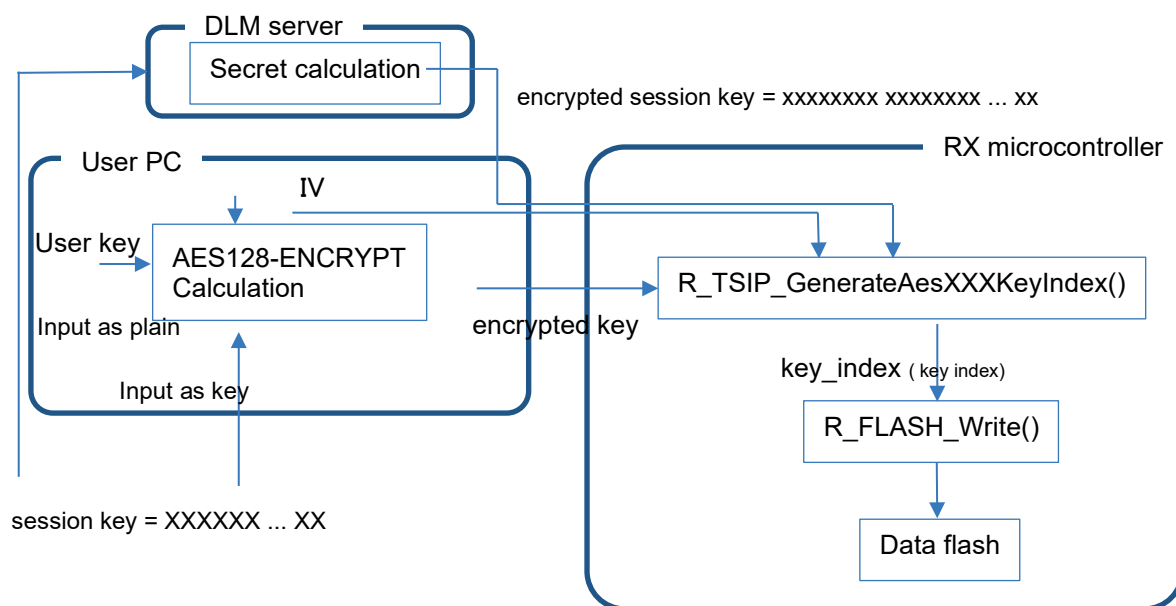 DLM server
Secret calculation
encrypted session key = xxxxxxxx xxxxxxxx ... xx
RX microcontroller
User PC
IV
User key
AES128-ENCRYPT
Calculation
R_TSIP_GenerateAesXXXKeyIndex()
Input as plain
encrypted key
Input as key
key_index ( key index)
R_FLASH_Write()
session key = XXXXXX ... XX
Data flash